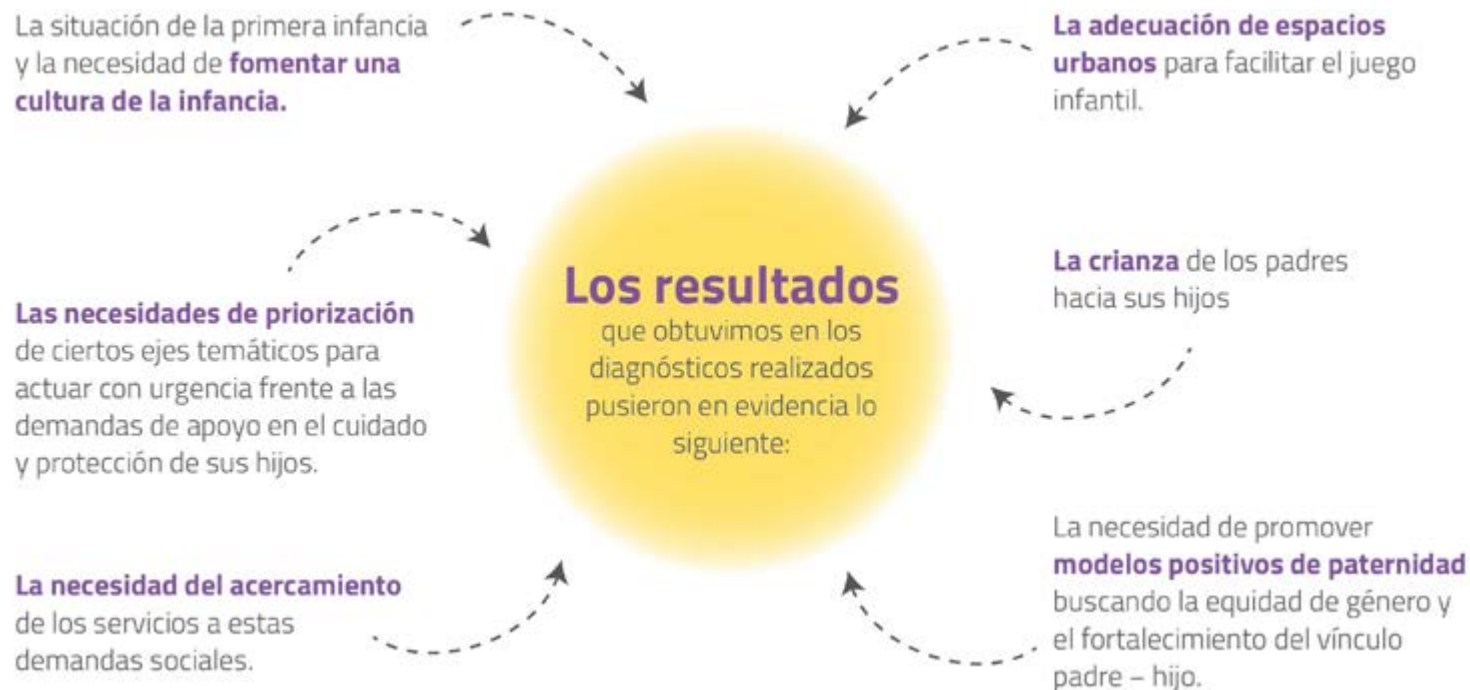 La situación de la primera infancia
y la necesidad de fomentar una
cultura de la infancia.
Las necesidades de priorización
de ciertos ejes temáticos para
actuar con urgencia frente a las
demandas de apoyo en el cuidado
y protección de sus hijos.
La necesidad del acercamiento
de los servicios a estas
demandas sociales.
Los resultados
que obtuvimos en los
diagnósticos realizados
pusieron en evidencia lo
siguiente:
La adecuación de espacios
urbanos para facilitar el juego
infantil.
La crianza de los padres
hacia sus hijos
La necesidad de promover
modelos positivos de paternidad
buscando la equidad de género y
el fortalecimiento del vínculo
padre – hijo.